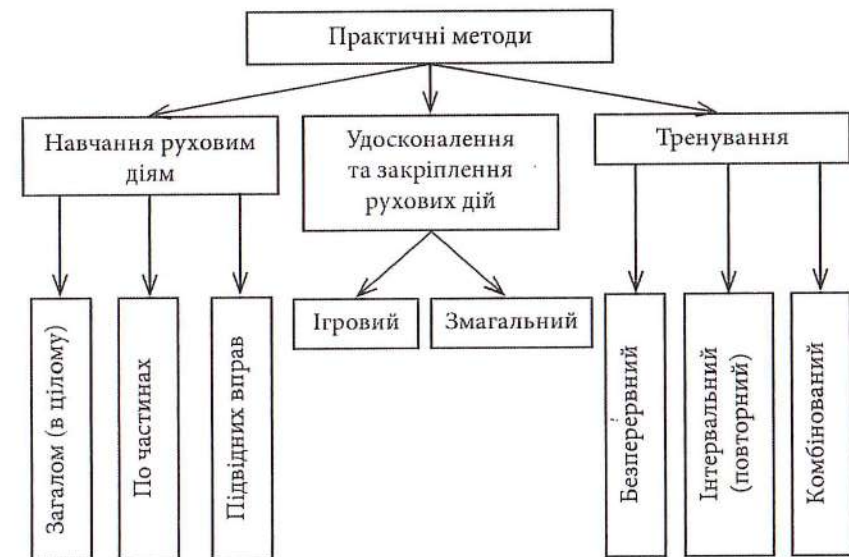 Практичні методи
Навчання руховим
діям
Удосконалення
та закріплення
рухових дій
Тренування
Загалом (в цілому)
По частинах
Підвідних вправ
Ігровий
Змагальний
Безперервний
Інтервальний
(повторний)
Комбінований